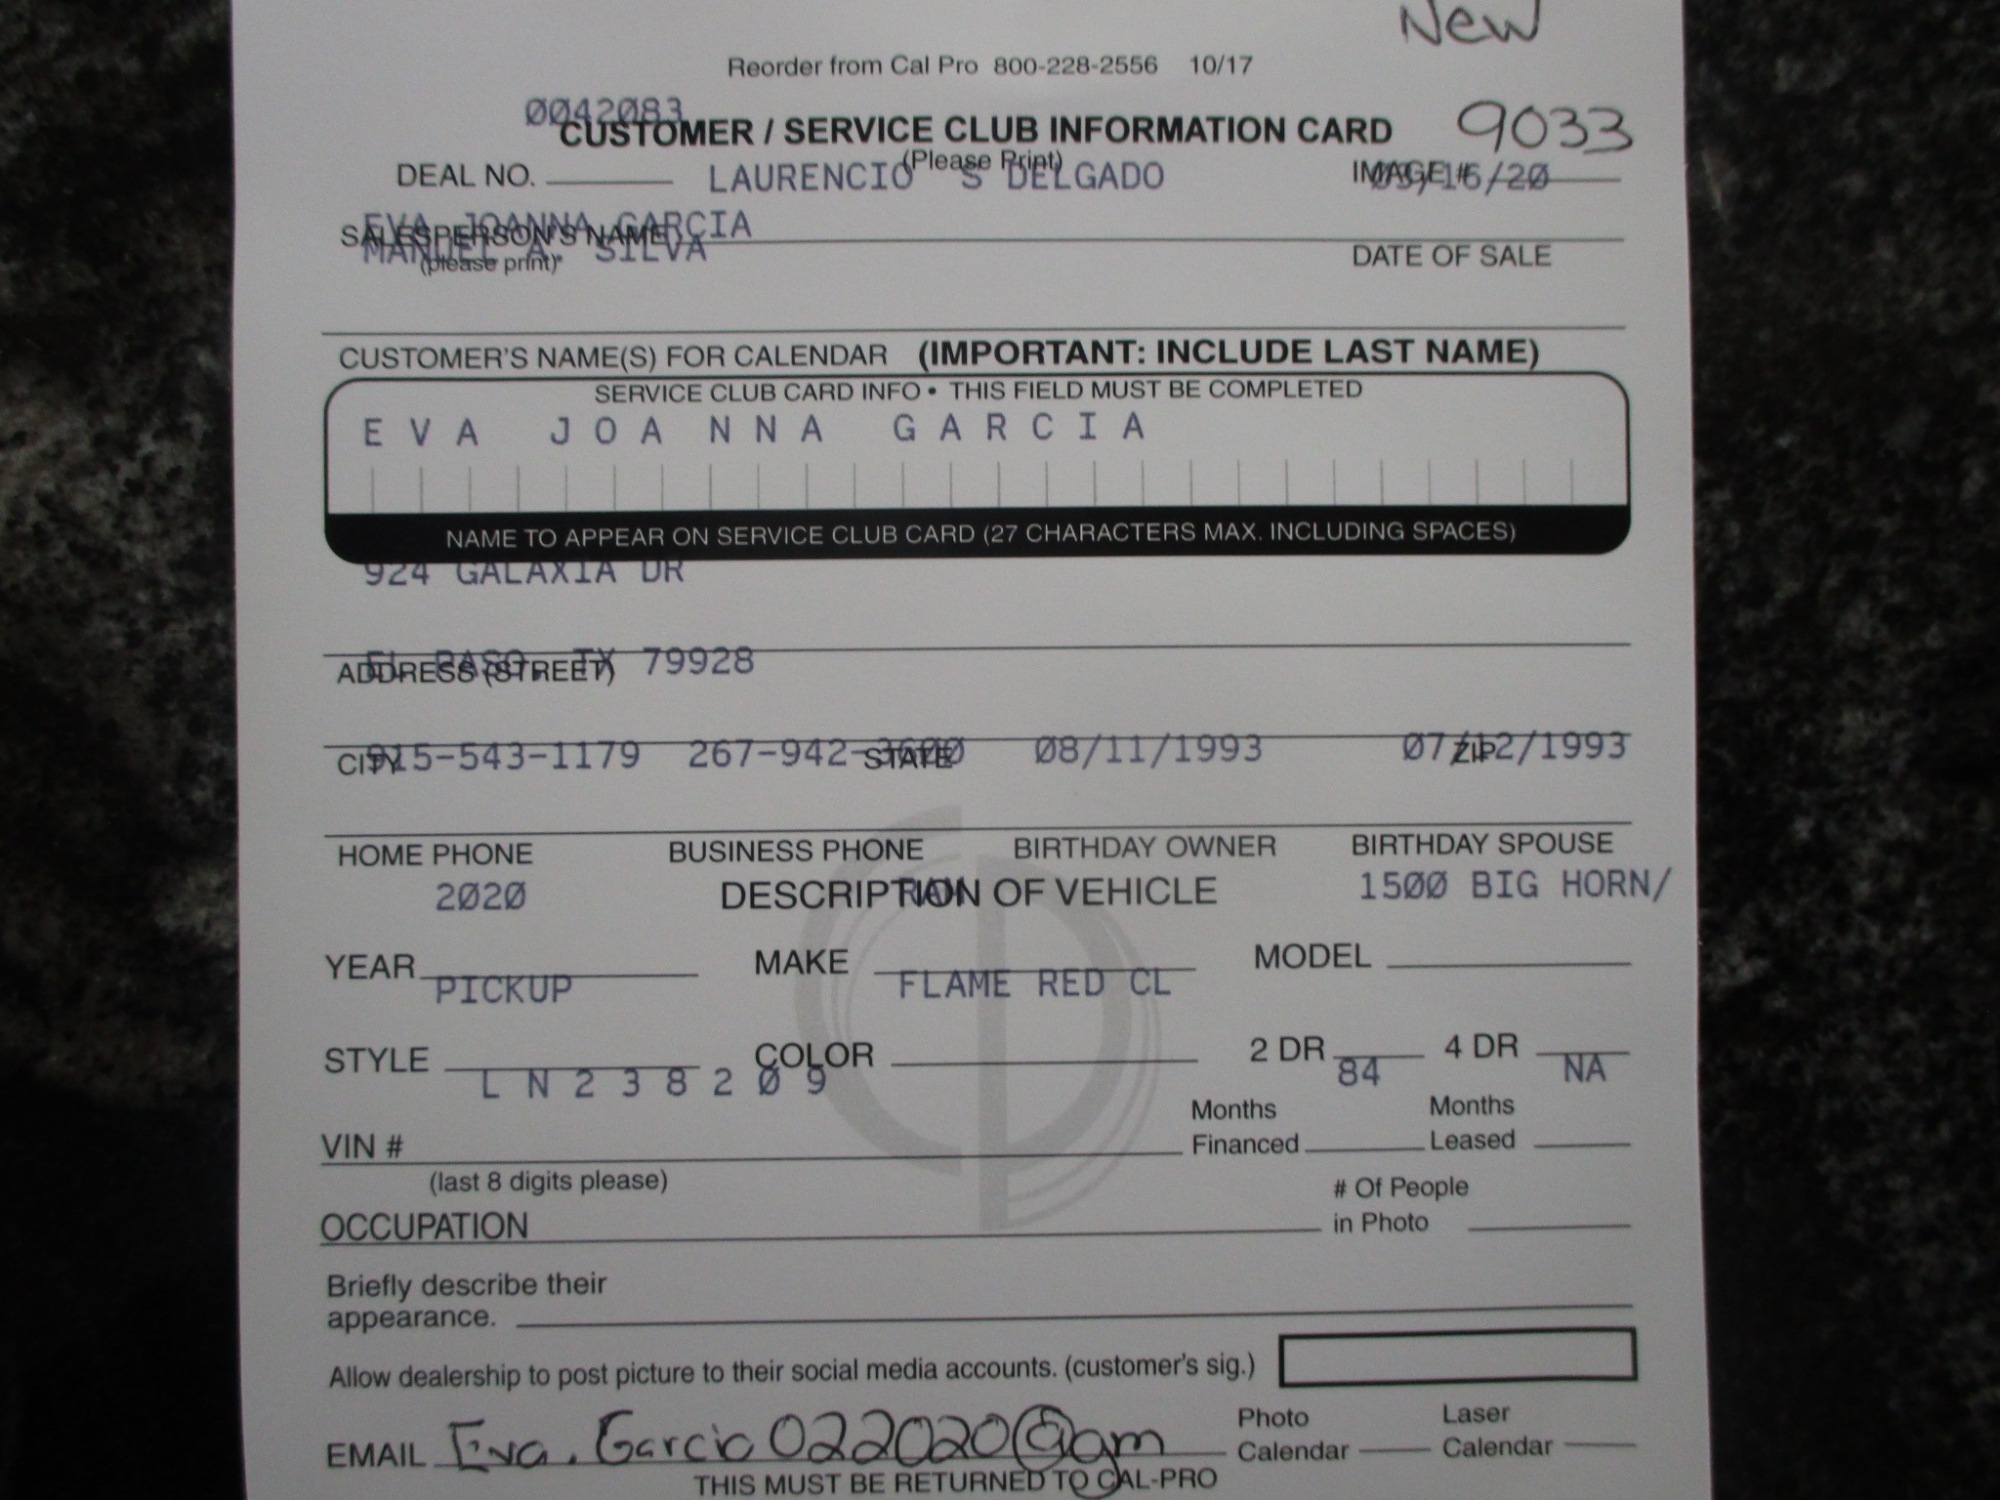 New
Reorder from Cal Pro 800-228-2556 10/17
0042083
CUSTOMER / SERVICE CLUB INFORMATION CARD 9033
(Please Print)
DEAL NO. LAURENCIO S DELGADO IMAGE # /16/20
EVA JOANNA GARCIA
SALESPERSON'S NAME
MANUEL A. SILVA
(please print) DATE OF SALE
CUSTOMER'S NAME(S) FOR CALENDAR (IMPORTANT: INCLUDE LAST NAME)
SERVICE CLUB CARD INFO • THIS FIELD MUST BE COMPLETED
EVA JOANNA GARCIA
NAME TO APPEAR ON SERVICE CLUB CARD (27 CHARACTERS MAX. INCLUDING SPACES)
924 GALAXIA DR
EL PASO, TX 79928
ADDRESS (STREET)
915-543-1179 267-942-3600 08/11/1993 07/12/1993
CITY STATE ZIP
HOME PHONE BUSINESS PHONE BIRTHDAY OWNER BIRTHDAY SPOUSE
2020 RAM 1500 BIG HORN/
DESCRIPTION OF VEHICLE
YEAR MAKE MODEL
PICKUP FLAME RED CL
STYLE COLOR 2 DR 4 DR
LN238209 84 NA
VIN # Months Financed Months Leased
(last 8 digits please)
OCCUPATION # Of People in Photo
Briefly describe their
appearance.
Allow dealership to post picture to their social media accounts. (customer's sig.)
EMAIL Eva.Garcia022020@gm Photo Calendar Laser Calendar
THIS MUST BE RETURNED TO CAL-PRO